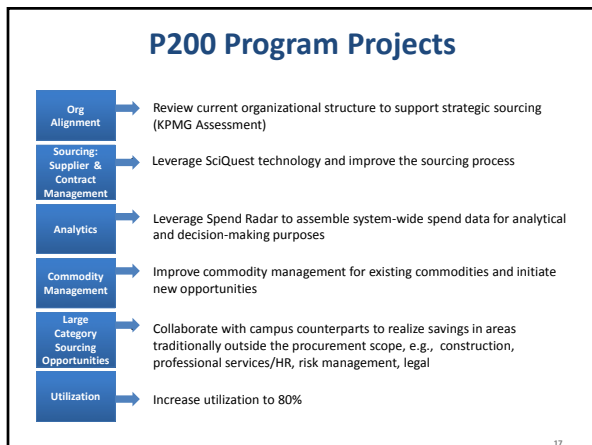 P200 Program Projects
Org
Alignment
Review current organizational structure to support strategic sourcing
(KPMG Assessment)
Sourcing:
Supplier &
Contract
Management
Leverage SciQuest technology and improve the sourcing process
Analytics
Leverage Spend Radar to assemble system-wide spend data for analytical
and decision-making purposes
Commodity
Management
Improve commodity management for existing commodities and initiate
new opportunities
Large
Category
Sourcing
Opportunities
Collaborate with campus counterparts to realize savings in areas
traditionally outside the procurement scope, e.g., construction,
professional services/HR, risk management, legal
Utilization
Increase utilization to 80%
17